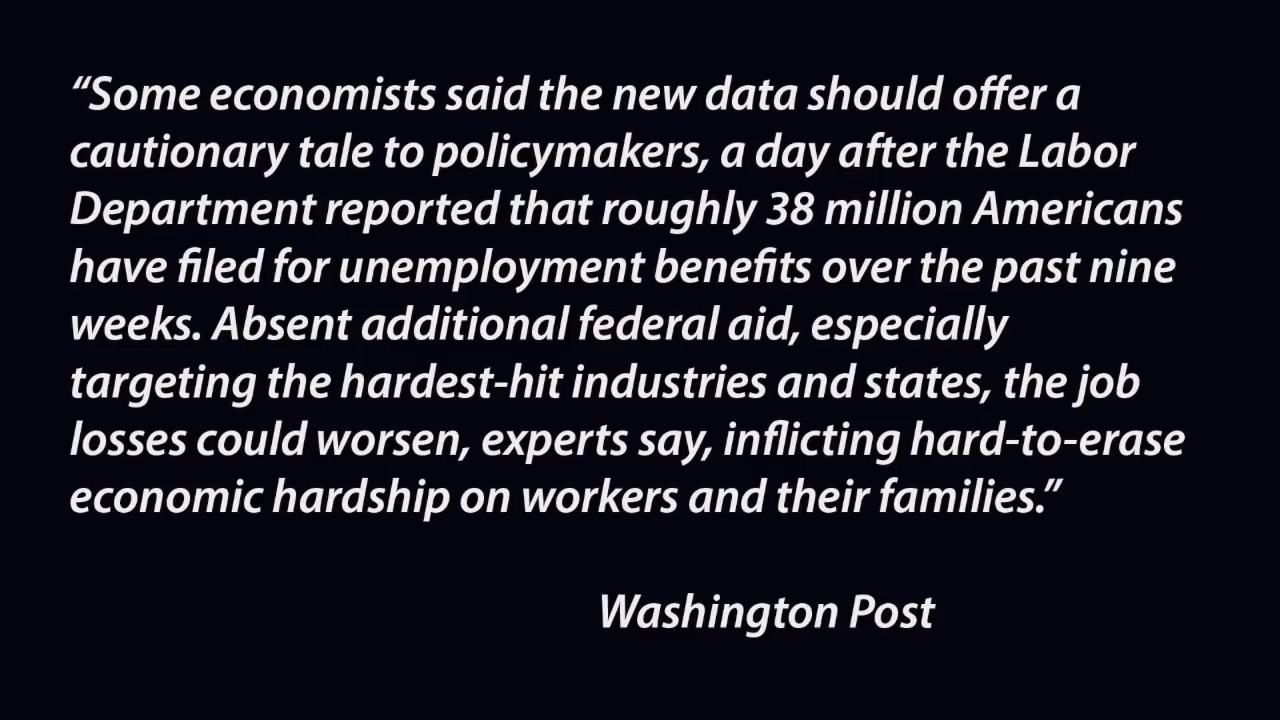 “Some economists said the new data should offer a
cautionary tale to policymakers, a day after the Labor
Department reported that roughly 38 million Americans
have filed for unemployment benefits over the past nine
weeks. Absent additional federal aid, especially
targeting the hardest-hit industries and states, the job
losses could worsen, experts say, inflicting hard-to-erase
economic hardship on workers and their families.”
Washington Post